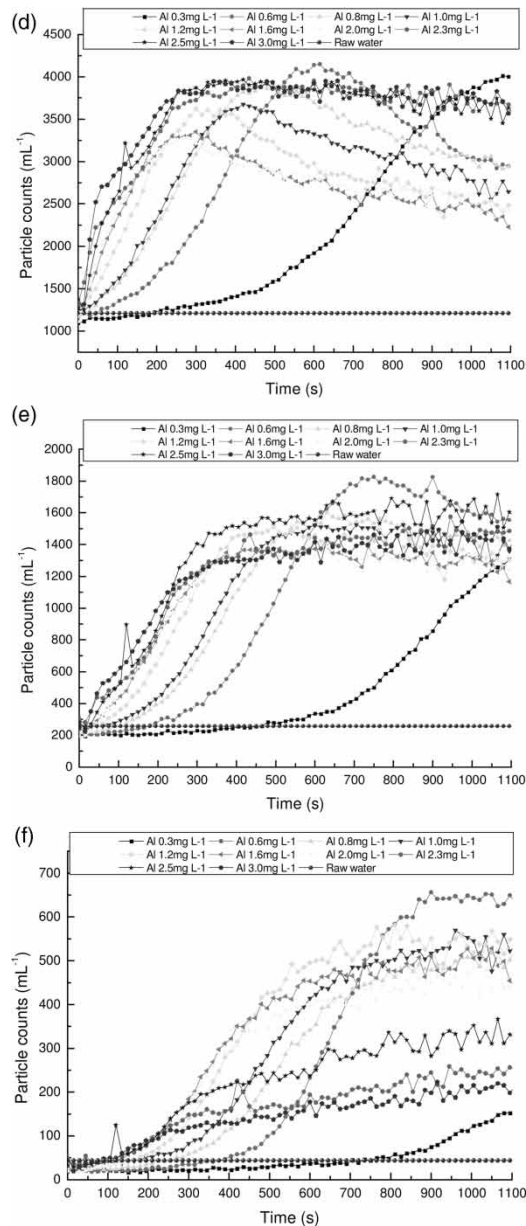 (d)
Al 0.3mg L-1 Al 0.6mg L-1 Al 0.8mg L-1 Al 1.0mg L-1
Al 1.2mg L-1 Al 1.6mg L-1 Al 2.0mg L-1 Al 2.3mg L-1
Al 2.5mg L-1 Al 3.0mg L-1 Raw water
4000
3500
3000
2500
2000
1500
1000
Particle counts (mL⁻¹)
0 100 200 300 400 500 600 700 800 900 1000 1100
Time (s)
(e)
Al 0.3mg L-1 Al 0.6mg L-1 Al 0.8mg L-1 Al 1.0mg L-1
Al 1.2mg L-1 Al 1.6mg L-1 Al 2.0mg L-1 Al 2.3mg L-1
Al 2.5mg L-1 Al 3.0mg L-1 Raw water
2000
1800
1600
1400
1200
1000
800
600
400
200
0
Particle counts (mL⁻¹)
0 100 200 300 400 500 600 700 800 900 1000 1100
Time (s)
(f)
Al 0.3mg L-1 Al 0.6mg L-1 Al 0.8mg L-1 Al 1.0mg L-1
Al 1.2mg L-1 Al 1.6mg L-1 Al 2.0mg L-1 Al 2.3mg L-1
Al 2.5mg L-1 Al 3.0mg L-1 Raw water
700
600
500
400
300
200
100
50
0
Particle counts (mL⁻¹)
0 100 200 300 400 500 600 700 800 900 1000 1100
Time (s)